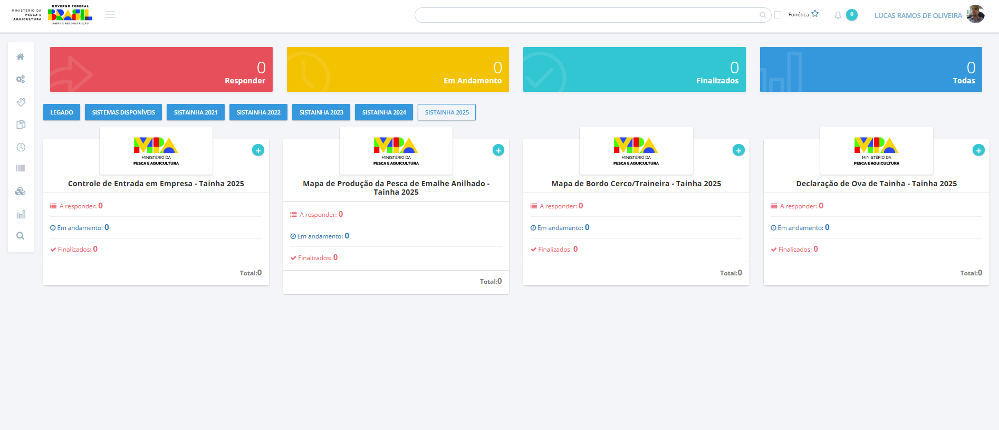 MINISTÉRIO DA
PESCA E
AQUICULTURA
GOVERNO FEDERAL
BRASIL
UNIÃO E RECONSTRUÇÃO
Fonética
0
LUCAS RAMOS DE OLIVEIRA
0
Responder
0
Em Andamento
0
Finalizados
0
Todas
LEGADO
SISTEMAS DISPONÍVEIS
SISTAINHA 2021
SISTAINHA 2022
SISTAINHA 2023
SISTAINHA 2024
SISTAINHA 2025
MPA
MINISTÉRIO DA
PESCA E AQUICULTURA
+
Controle de Entrada em Empresa - Tainha 2025
A responder: 0
Em andamento: 0
Finalizados: 0
Total:0
MPA
MINISTÉRIO DA
PESCA E AQUICULTURA
+
Mapa de Produção da Pesca de Emalhe Anilhado -
Tainha 2025
A responder: 0
Em andamento: 0
Finalizados: 0
Total:0
MPA
MINISTÉRIO DA
PESCA E AQUICULTURA
+
Mapa de Bordo Cerco/Traineira - Tainha 2025
A responder: 0
Em andamento: 0
Finalizados: 0
Total:0
MPA
MINISTÉRIO DA
PESCA E AQUICULTURA
+
Declaração de Ova de Tainha - Tainha 2025
A responder: 0
Em andamento: 0
Finalizados: 0
Total:0